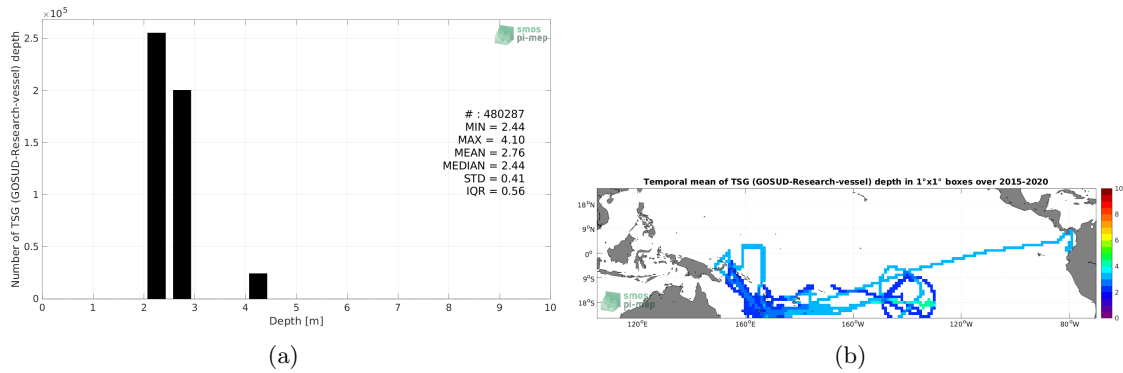 ×10⁵
2.5
2
1.5
1
0.5
0
Number of TSG (GOSUD-Research-vessel) depth
smos
pi-mep
# : 480287
MIN = 2.44
MAX = 4.10
MEAN = 2.76
MEDIAN = 2.44
STD = 0.41
IQR = 0.56
0 1 2 3 4 5 6 7 8 9 10
Depth [m]
(a)
Temporal mean of TSG (GOSUD-Research-vessel) depth in 1°x1° boxes over 2015-2020
18°N
9°N
0°
9°S
18°S
smos
pi-mep
120°E 160°E 160°W 120°W 80°W
10
8
6
4
2
0
(b)